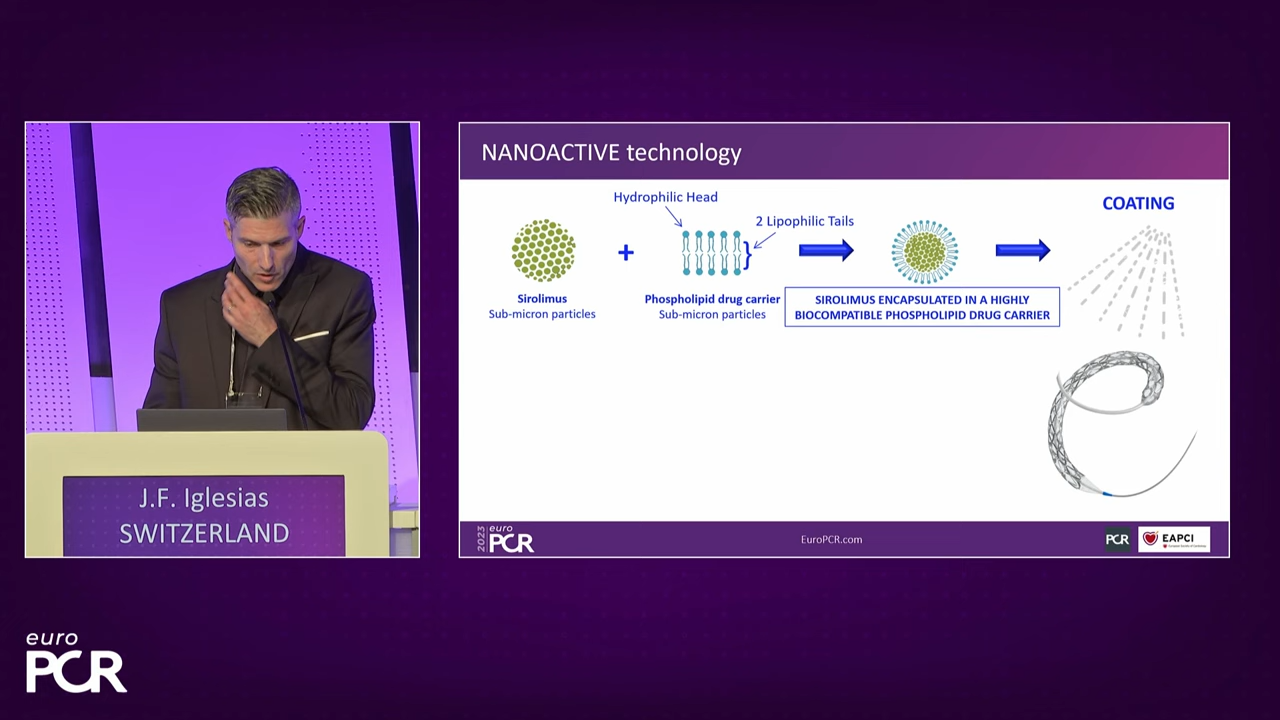 J.F. Iglesias
SWITZERLAND
NANOACTIVE technology
Hydrophilic Head
2 Lipophilic Tails
COATING
+
Sirolimus
Sub-micron particles
Phospholipid drug carrier
Sub-micron particles
SIROLIMUS ENCAPSULATED IN A HIGHLY
BIOCOMPATIBLE PHOSPHOLIPID DRUG CARRIER
2023
euro
PCR
EuroPCR.com
PCR
EAPCI
euro
PCR